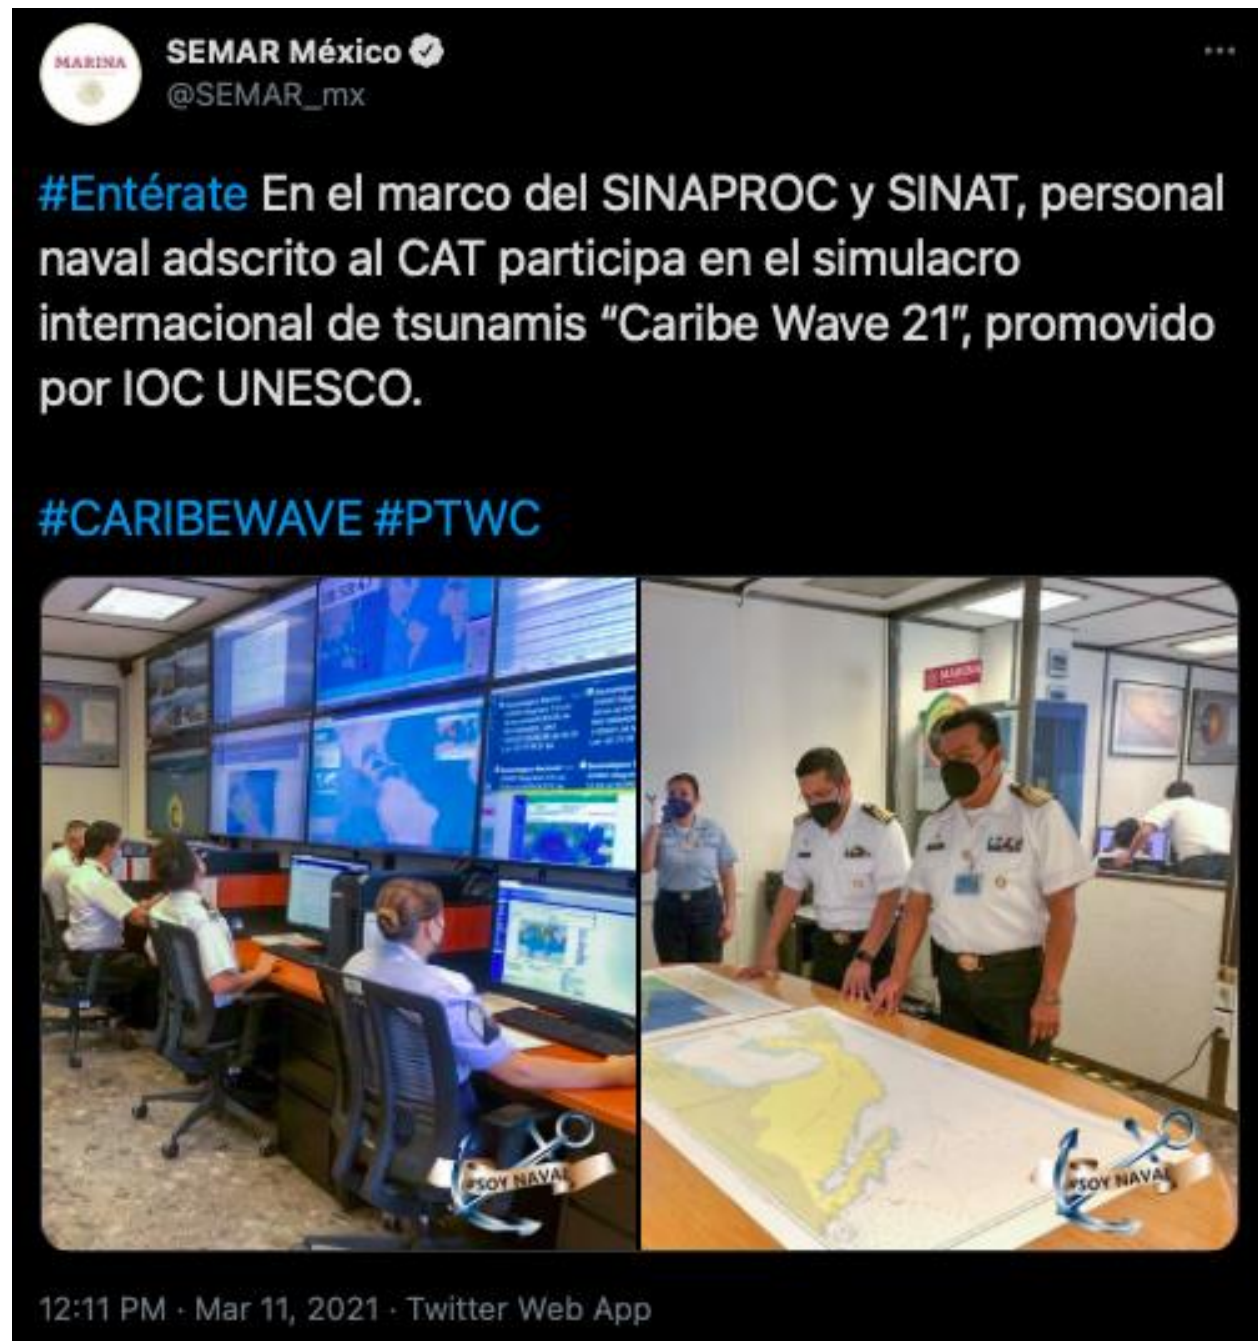 MARINA
SEMAR México
@SEMAR_mx
#Entérate En el marco del SINAPROC y SINAT, personal
naval adscrito al CAT participa en el simulacro
internacional de tsunamis “Caribe Wave 21”, promovido
por IOC UNESCO.
#CARIBEWAVE #PTWC
MARINA
#SOY NAVAL
#SOY NAVAL
12:11 PM · Mar 11, 2021 · Twitter Web App